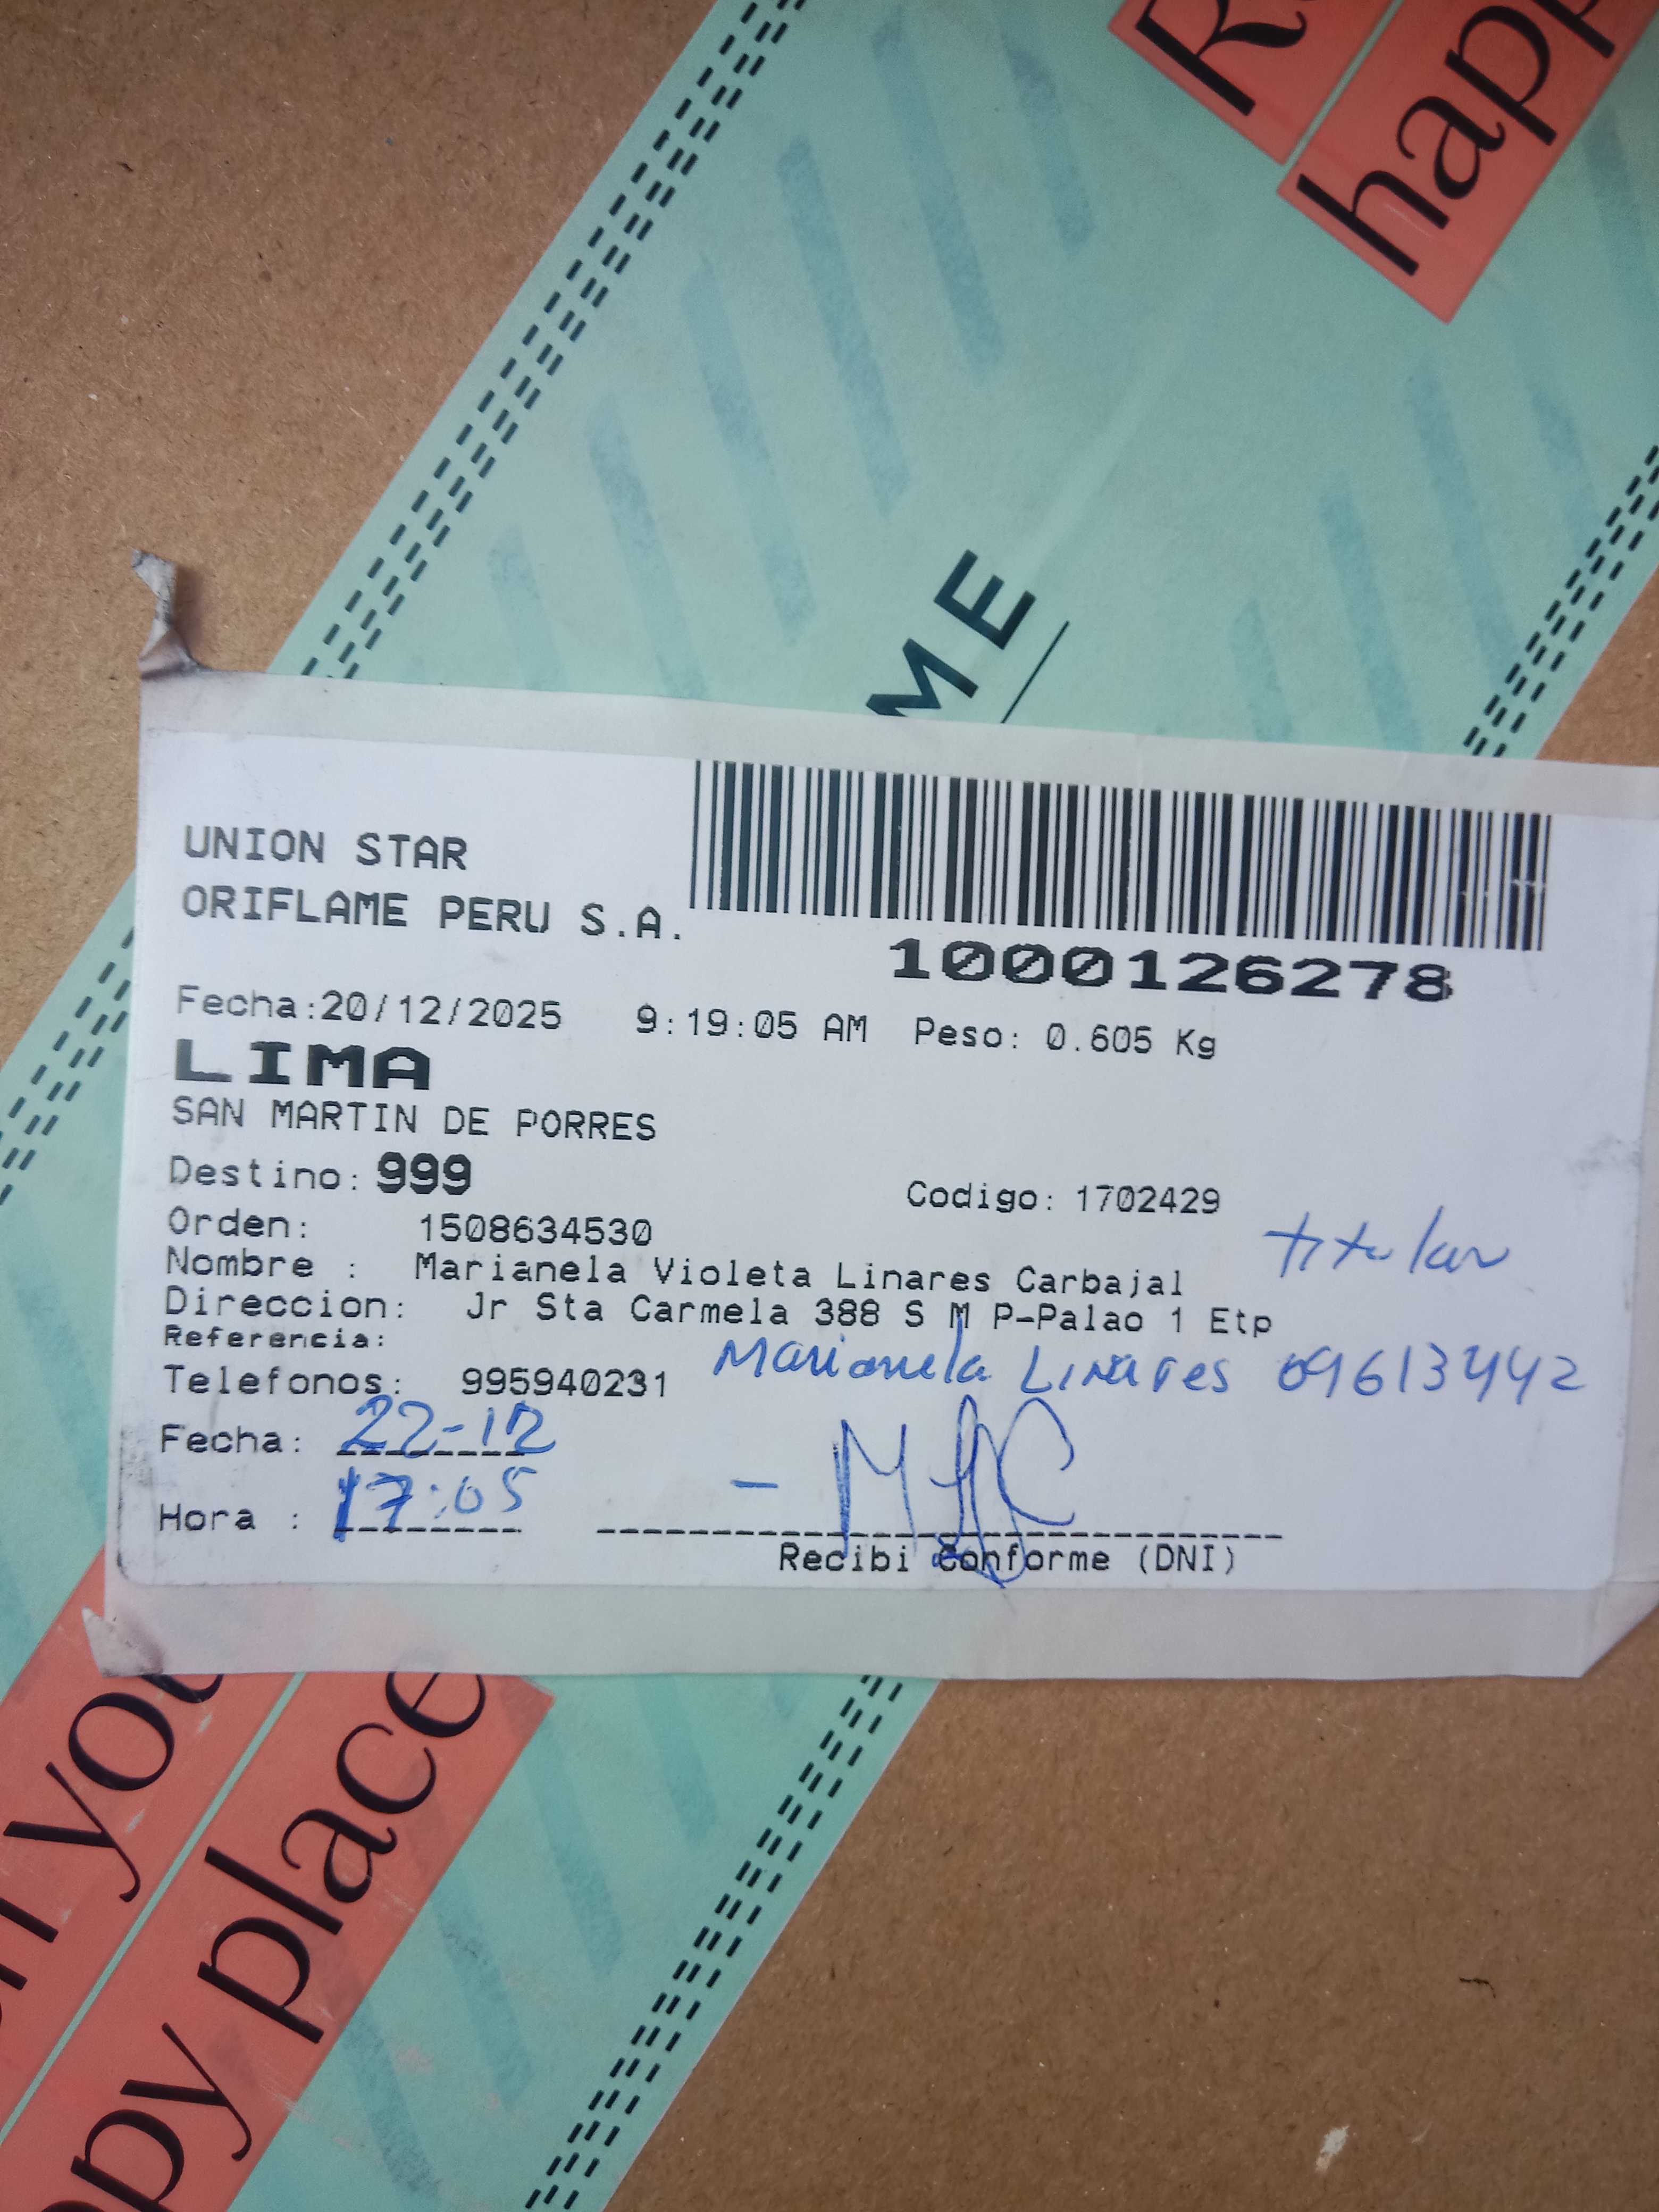 R
happ
ME
UNION STAR
ORIFLAME PERU S.A.
1000126278
Fecha:20/12/2025 9:19:05 AM Peso: 0.605 Kg
LIMA
SAN MARTIN DE PORRES
Destino: 999
Codigo: 1702429
Orden: 1508634530
titular
Nombre : Marianela Violeta Linares Carbajal
Direccion: Jr Sta Carmela 388 S M P-Palao 1 Etp
Referencia:
Marianela Linares 09613442
Telefonos: 995940231
Fecha: 22-12
Hora : 17:05
Recibi Conforme (DNI)
you
place
ppy